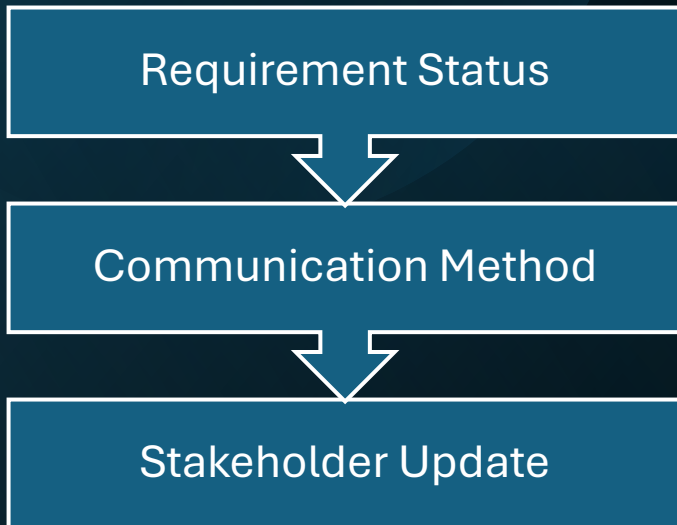 Requirement Status
Communication Method
Stakeholder Update